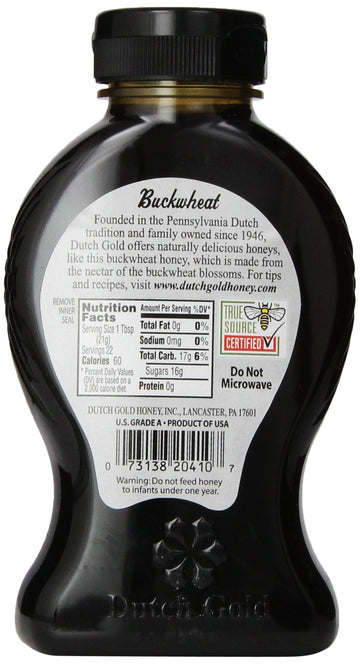 Buckwheat
Founded in the Pennsylvania Dutch
tradition and family owned since 1946,
Dutch Gold offers naturally delicious honeys,
like this buckwheat honey, which is made from
the nectar of the buckwheat blossoms. For tips
and recipes, visit www.dutchgoldhoney.com
REMOVE
INNER
SEAL
Nutrition
Facts
Serving Size 1 Tbsp
(21g)
Servings 22
Calories 60
* Percent Daily Values
(DV) are based on a
2,000 calorie diet.
Amount Per Serving %DV*
Total Fat 0g 0%
Sodium 0mg 0%
Total Carb. 17g 6%
Sugars 16g
Protein 0g
TRUE
SOURCE
CERTIFIED
Do Not
Microwave
DUTCH GOLD HONEY, INC., LANCASTER, PA 17601
U.S. GRADE A • PRODUCT OF USA
0 73138 20410 7
Warning: Do not feed honey
to infants under one year.
Dutch Gold